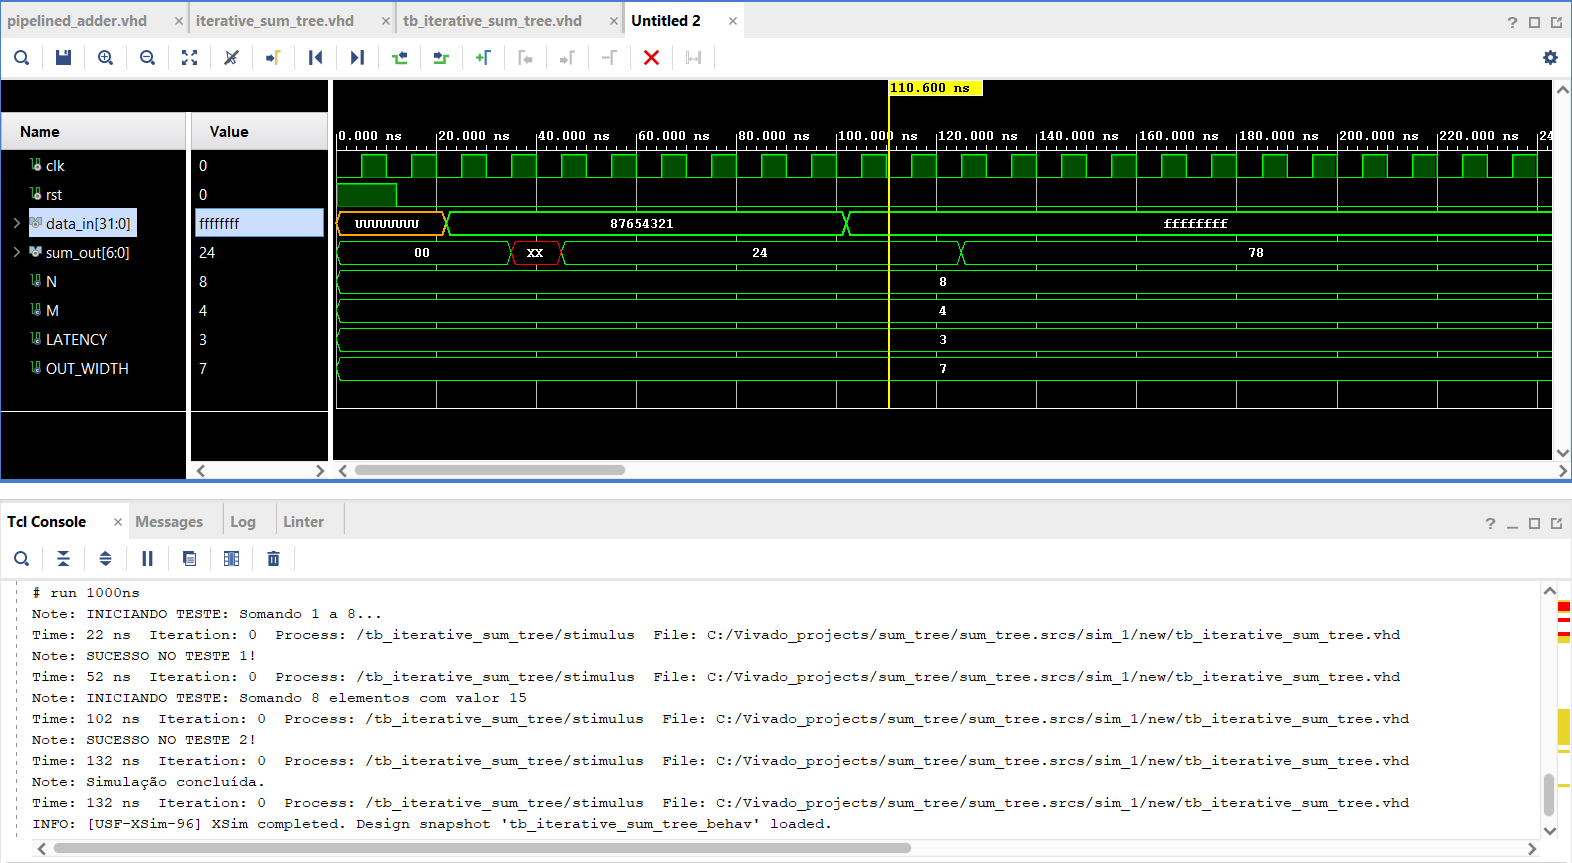 pipelined_adder.vhd × iterative_sum_tree.vhd × tb_iterative_sum_tree.vhd × Untitled 2 ×
110.600 ns
Name Value
0.000 ns 20.000 ns 40.000 ns 60.000 ns 80.000 ns 100.000 ns 120.000 ns 140.000 ns 160.000 ns 180.000 ns 200.000 ns 220.000 ns 24
clk 0
rst 0
data_in[31:0] ffffffff UUUUUUUU 87654321 ffffffff
sum_out[6:0] 24 00 XX 24 78
N 8 8
M 4 4
LATENCY 3 3
OUT_WIDTH 7 7
Tcl Console × Messages Log Linter
# run 1000ns
Note: INICIANDO TESTE: Somando 1 a 8...
Time: 22 ns  Iteration: 0  Process: /tb_iterative_sum_tree/stimulus  File: C:/Vivado_projects/sum_tree/sum_tree.srcs/sim_1/new/tb_iterative_sum_tree.vhd
Note: SUCESSO NO TESTE 1!
Time: 52 ns  Iteration: 0  Process: /tb_iterative_sum_tree/stimulus  File: C:/Vivado_projects/sum_tree/sum_tree.srcs/sim_1/new/tb_iterative_sum_tree.vhd
Note: INICIANDO TESTE: Somando 8 elementos com valor 15
Time: 102 ns  Iteration: 0  Process: /tb_iterative_sum_tree/stimulus  File: C:/Vivado_projects/sum_tree/sum_tree.srcs/sim_1/new/tb_iterative_sum_tree.vhd
Note: SUCESSO NO TESTE 2!
Time: 132 ns  Iteration: 0  Process: /tb_iterative_sum_tree/stimulus  File: C:/Vivado_projects/sum_tree/sum_tree.srcs/sim_1/new/tb_iterative_sum_tree.vhd
Note: Simulação concluída.
Time: 132 ns  Iteration: 0  Process: /tb_iterative_sum_tree/stimulus  File: C:/Vivado_projects/sum_tree/sum_tree.srcs/sim_1/new/tb_iterative_sum_tree.vhd
INFO: [USF-XSim-96] XSim completed. Design snapshot 'tb_iterative_sum_tree_behav' loaded.